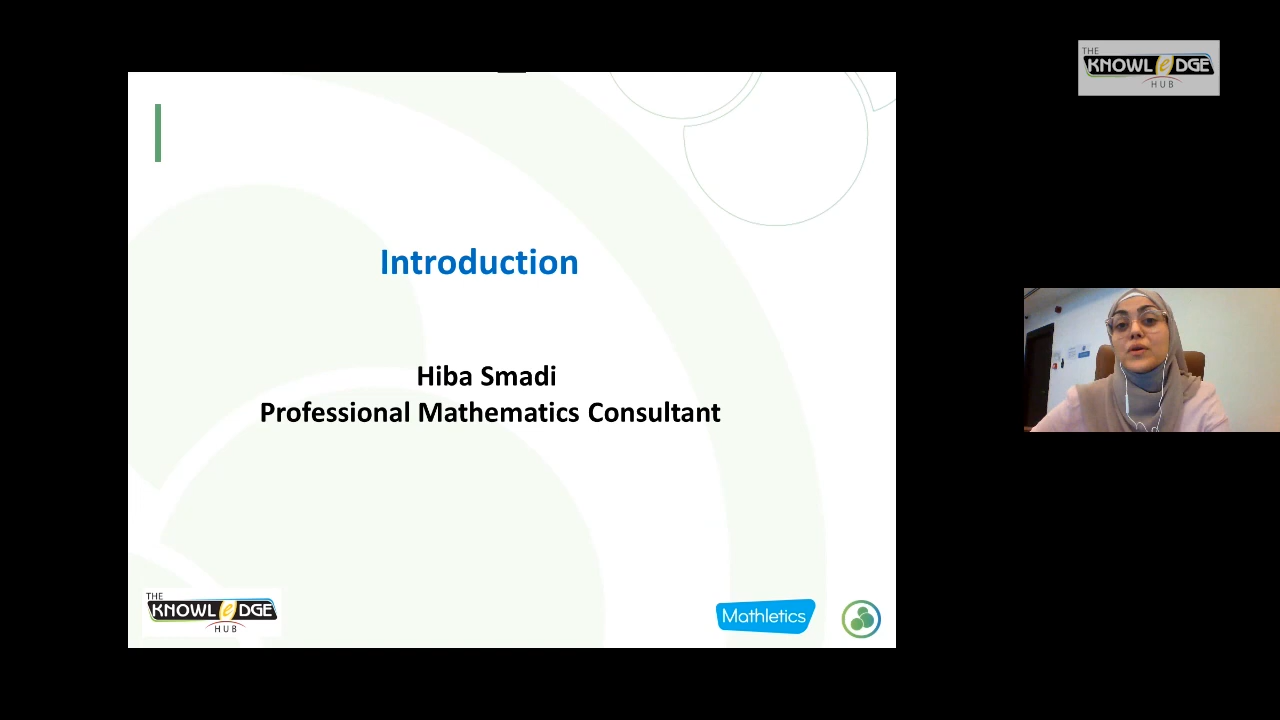 THE
KNOWLEDGE
HUB
Introduction
Hiba Smadi
Professional Mathematics Consultant
THE
KNOWLEDGE
HUB
Mathletics